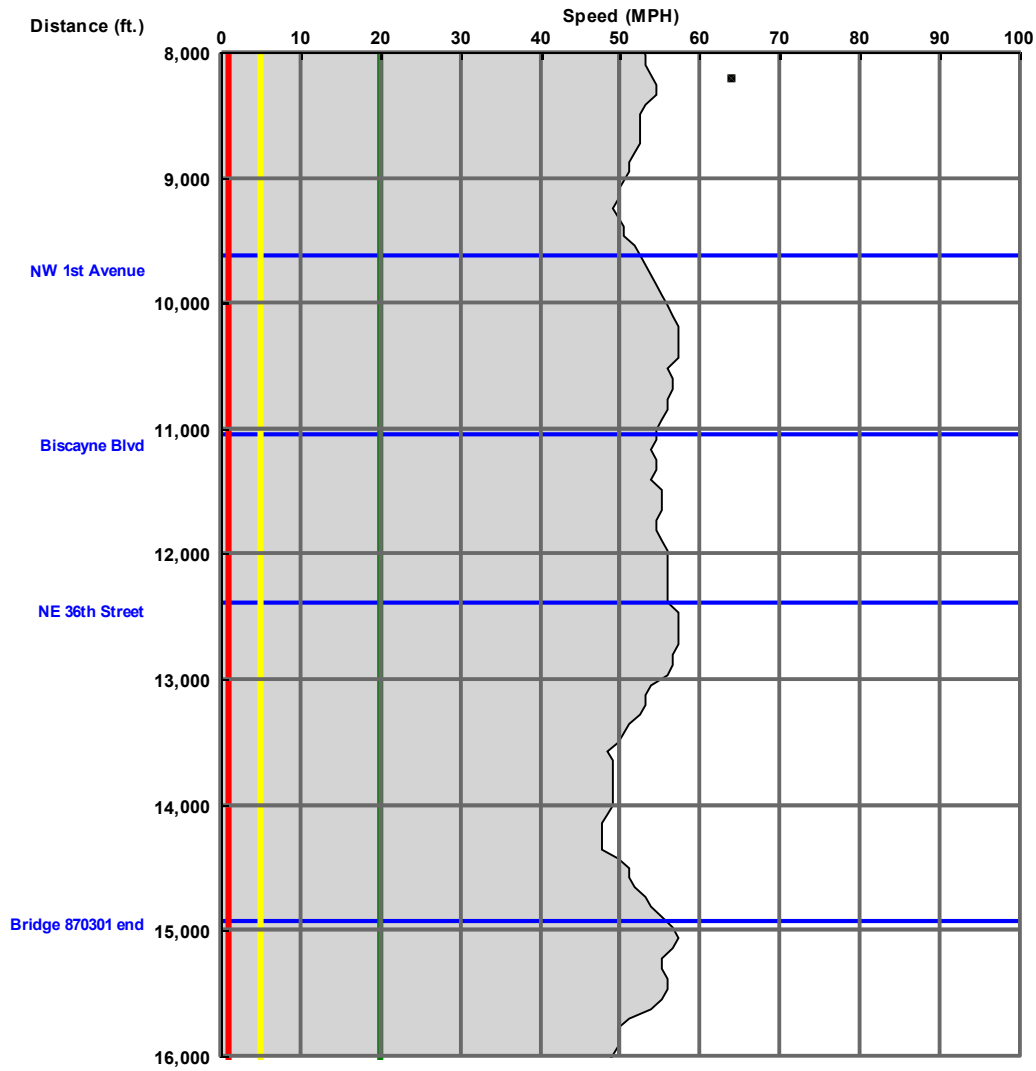 Speed (MPH)
Distance (ft.)
0 10 20 30 40 50 60 70 80 90 100
8,000
9,000
NW 1st Avenue
10,000
11,000
Biscayne Blvd
12,000
NE 36th Street
13,000
14,000
Bridge 870301 end
15,000
16,000